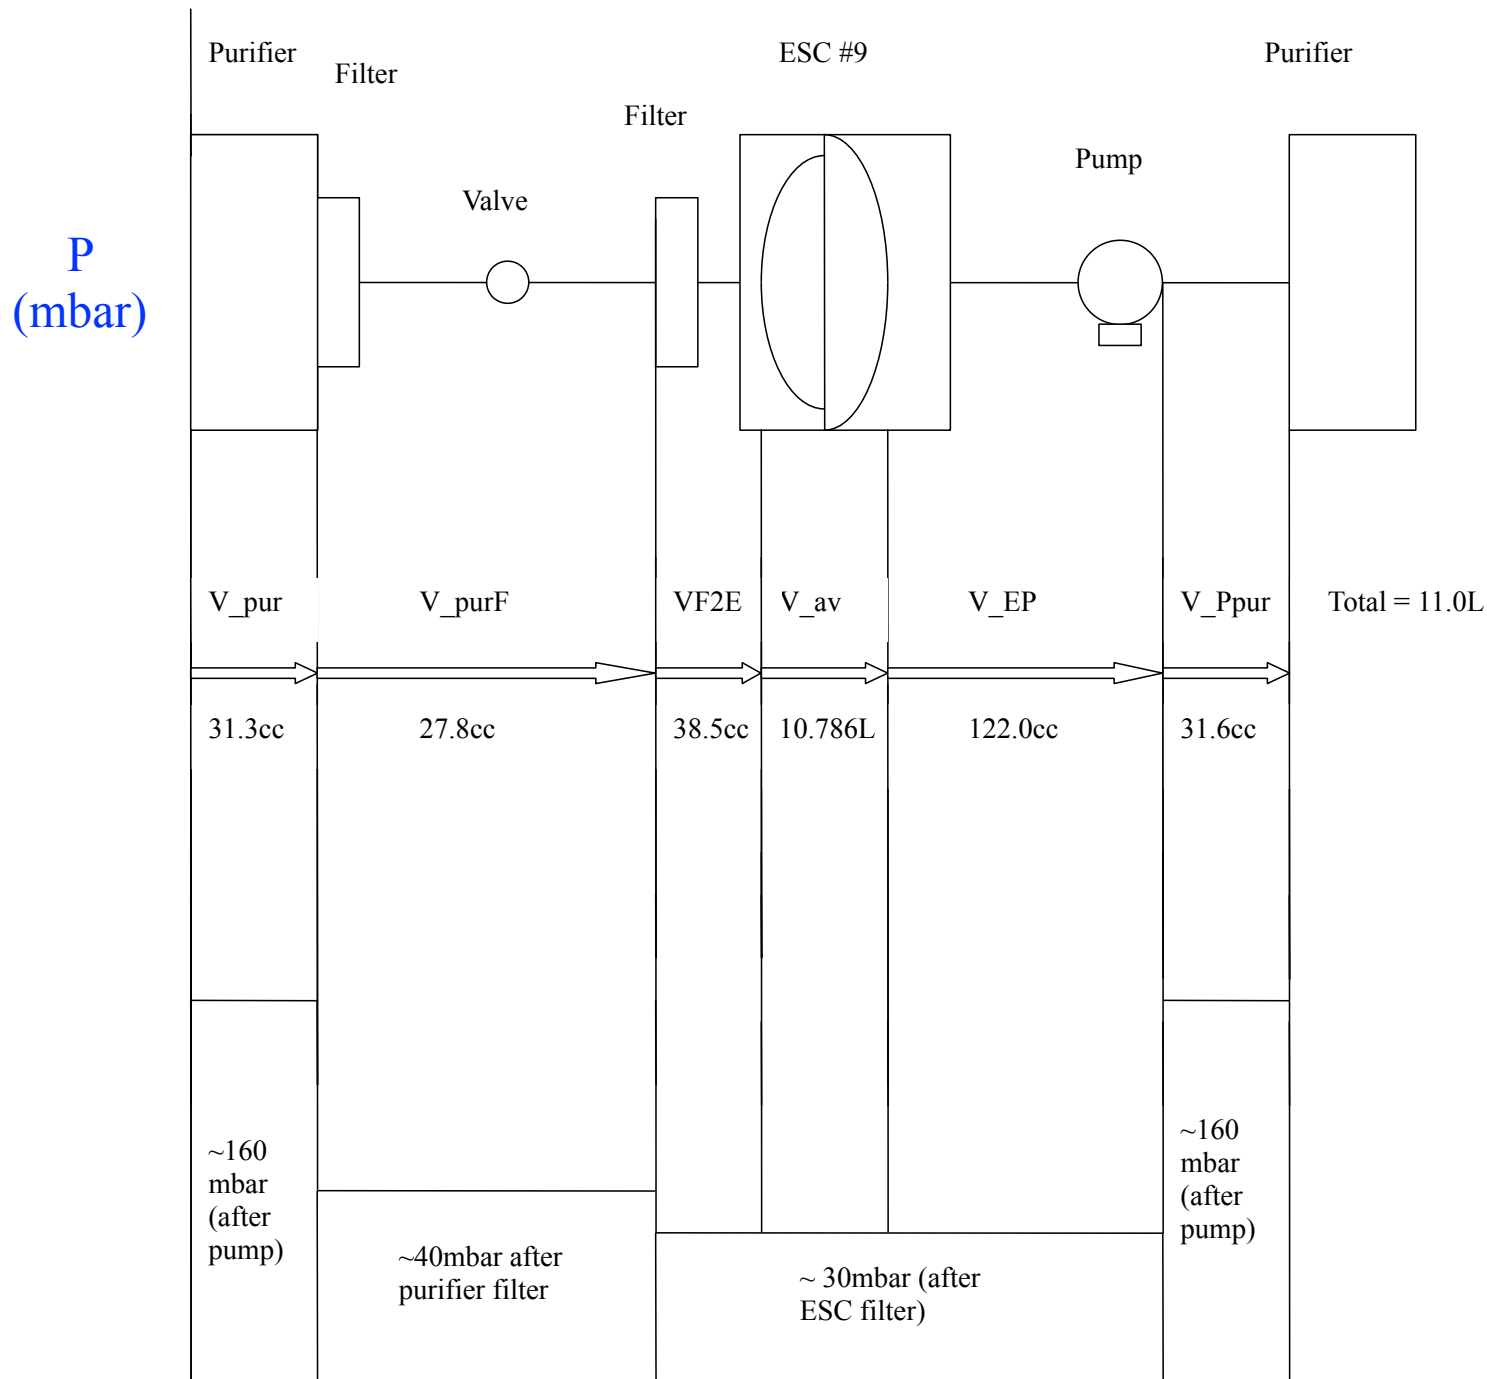 Purifier
ESC #9
Purifier
Filter
Filter
Pump
Valve
P
(mbar)
V_pur
V_purF
VF2E
V_av
V_EP
V_Ppur
Total = 11.0L
31.3cc
27.8cc
38.5cc
10.786L
122.0cc
31.6cc
~160
mbar
(after
pump)
~40mbar after
purifier filter
~ 30mbar (after
ESC filter)
~160
mbar
(after
pump)